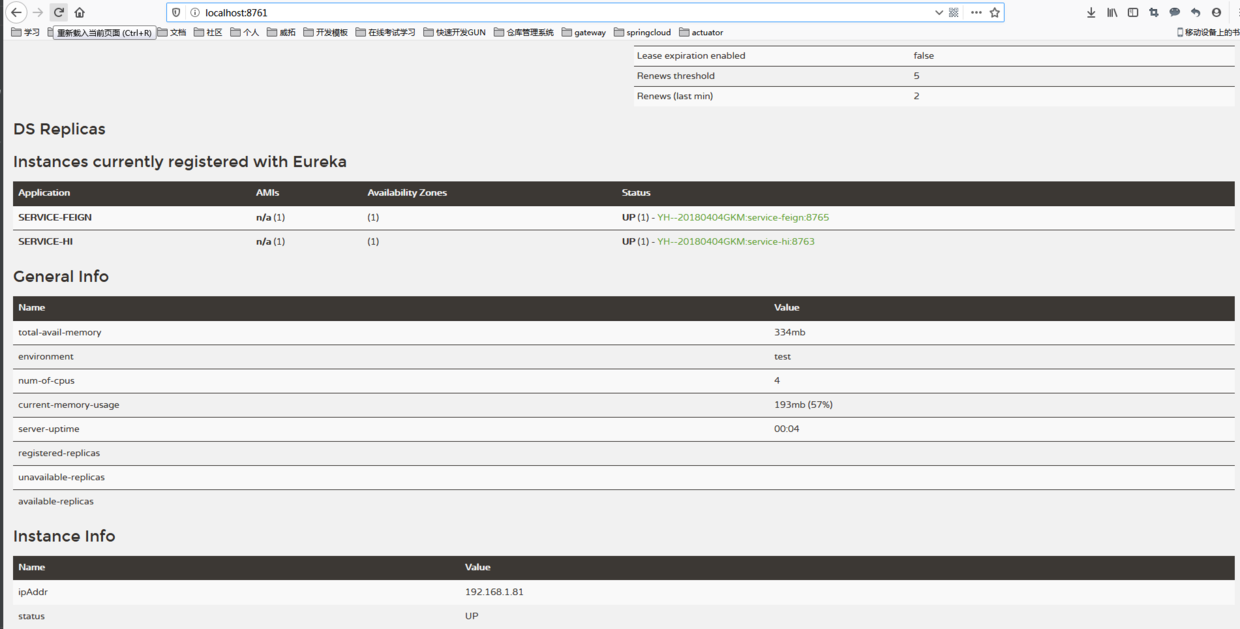 localhost:8761
学习 重新载入当前页面 (Ctrl+R) 文档 社区 个人 威拓 开发模板 在线考试学习 快速开发GUN 仓库管理系统 gateway springcloud actuator 移动设备上的书
Lease expiration enabled false
Renews threshold 5
Renews (last min) 2
DS Replicas
Instances currently registered with Eureka
Application AMIs Availability Zones Status
SERVICE-FEIGN n/a (1) (1) UP (1) - YH--20180404GKM:service-feign:8765
SERVICE-HI n/a (1) (1) UP (1) - YH--20180404GKM:service-hi:8763
General Info
Name Value
total-avail-memory 334mb
environment test
num-of-cpus 4
current-memory-usage 193mb (57%)
server-uptime 00:04
registered-replicas
unavailable-replicas
available-replicas
Instance Info
Name Value
ipAddr 192.168.1.81
status UP